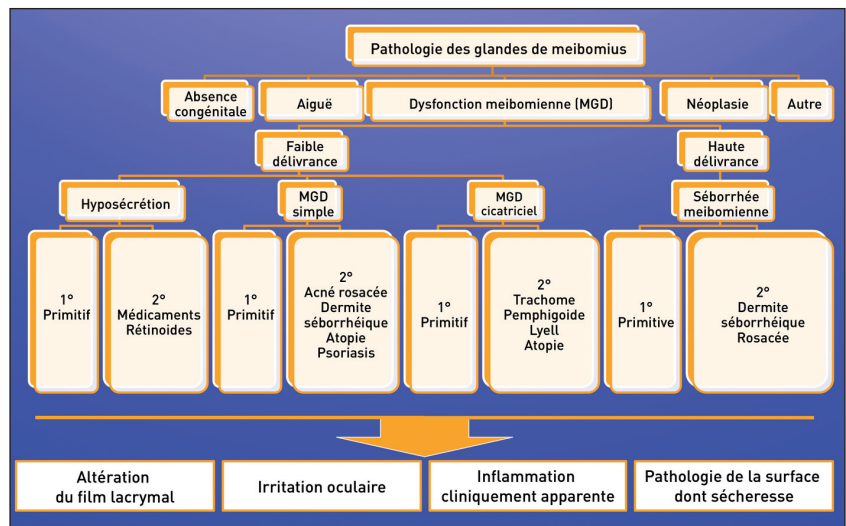 Pathologie des glandes de meibomius
Absence
congénitale
Aiguë
Dysfonction meibomienne (MGD)
Néoplasie
Autre
Faible
délivrance
Haute
délivrance
Hyposécrétion
MGD
simple
MGD
cicatriciel
Séborrhée
meibomienne
1°
Primitif
2°
Médicaments
Rétinoides
1°
Primitif
2°
Acné rosacée
Dermite
séborrhéique
Atopie
Psoriasis
1°
Primitif
2°
Trachome
Pemphigoide
Lyell
Atopie
1°
Primitive
2°
Dermite
séborrhéique
Rosacée
Altération
du film lacrymal
Irritation oculaire
Inflammation
cliniquement apparente
Pathologie de la surface
dont sécheresse